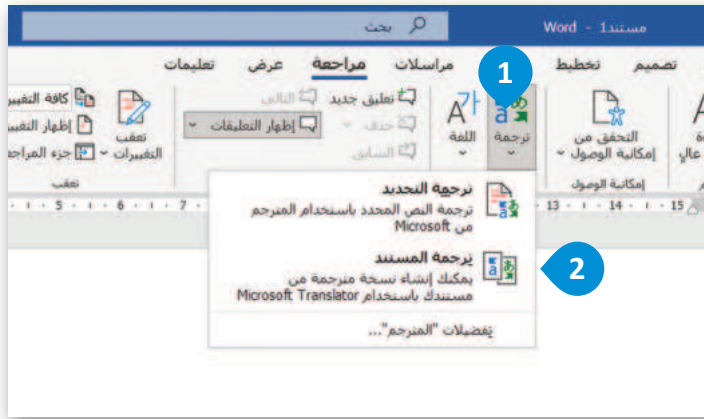 مستند1 - Word
بحث
تصميم
تخطيط
مراسلات
مراجعة
عرض
تعليمات
1
التحقق من
إمكانية الوصول
إمكانية الوصول
ترجمة
اللغة
تعليق جديد
حذف
السابق
التالي
إظهار التعليقات
تعقب
التغييرات
كافة التغيير
إظهار التغيير
جزء المراجعة
تعقب
15 14 13
7 6 5
ترجمة التحديد
ترجمة النص المحدد باستخدام المترجم
من Microsoft
2
ترجمة المستند
يمكنك إنشاء نسخة مترجمة من
مستندك باستخدام Microsoft Translator
تفضيلات "المترجم"...